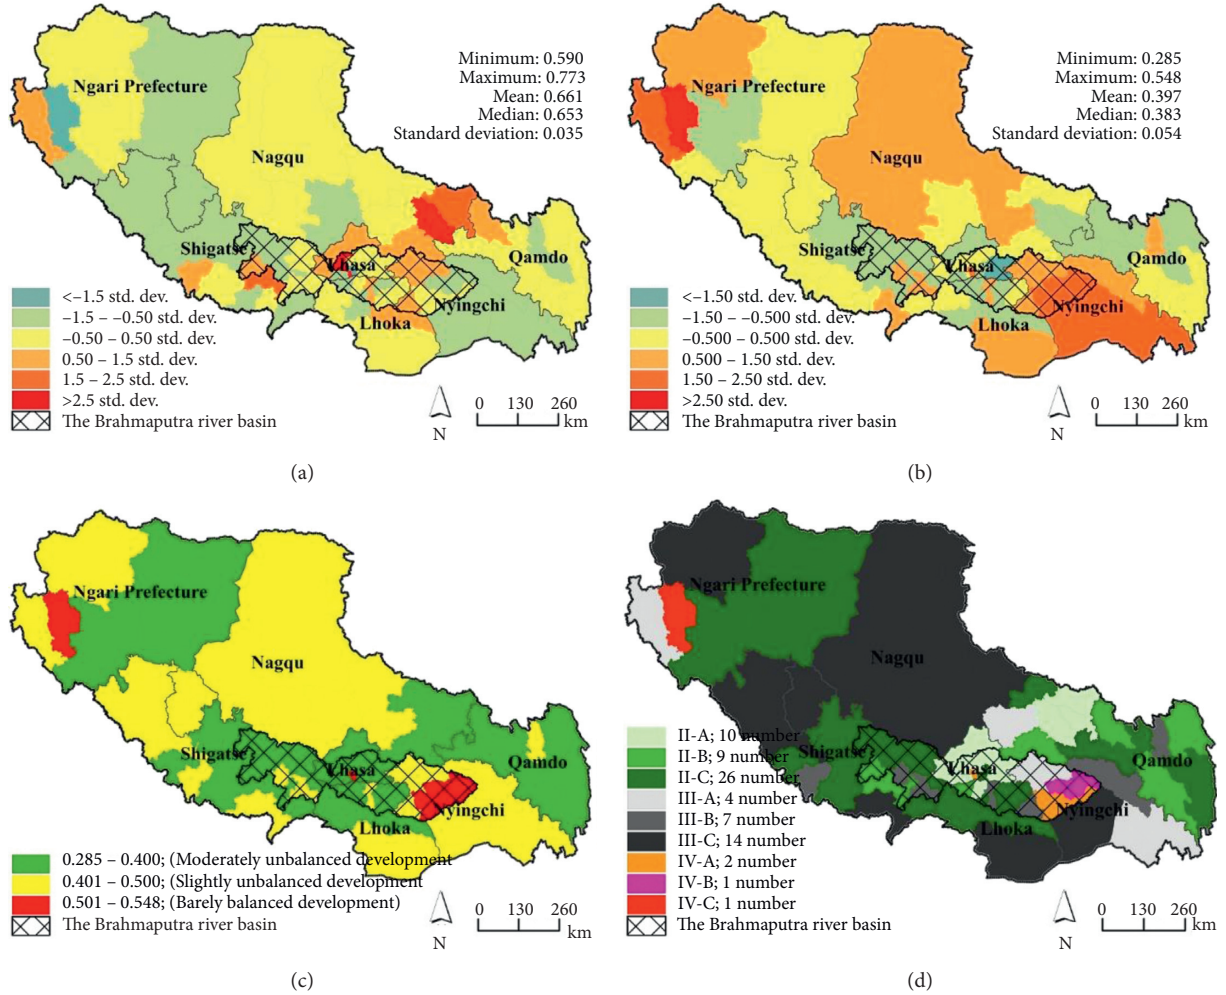 Ngari Prefecture
Nagqu
Shigatse
Lhasa
Qamdo
Nyingchi
Lhoka
Minimum: 0.590
Maximum: 0.773
Mean: 0.661
Median: 0.653
Standard deviation: 0.035
<–1.5 std. dev.
–1.5 – –0.50 std. dev.
–0.50 – 0.50 std. dev.
0.50 – 1.5 std. dev.
1.5 – 2.5 std. dev.
>2.5 std. dev.
The Brahmaputra river basin
N
0 130 260
km
(a)
Ngari Prefecture
Nagqu
Shigatse
Lhasa
Qamdo
Nyingchi
Lhoka
Minimum: 0.285
Maximum: 0.548
Mean: 0.397
Median: 0.383
Standard deviation: 0.054
<–1.50 std. dev.
–1.50 – –0.500 std. dev.
–0.500 – 0.500 std. dev.
0.500 – 1.50 std. dev.
1.50 – 2.50 std. dev.
>2.50 std. dev.
The Brahmaputra river basin
N
0 130 260
km
(b)
Ngari Prefecture
Nagqu
Shigatse
Lhasa
Qamdo
Nyingchi
Lhoka
0.285 – 0.400; (Moderately unbalanced development
0.401 – 0.500; (Slightly unbalanced development
0.501 – 0.548; (Barely balanced development)
The Brahmaputra river basin
N
0 130 260
km
(c)
Ngari Prefecture
Nagqu
Shigatse
Lhasa
Qamdo
Nyingchi
Lhoka
II-A; 10 number
II-B; 9 number
II-C; 26 number
III-A; 4 number
III-B; 7 number
III-C; 14 number
IV-A; 2 number
IV-B; 1 number
IV-C; 1 number
The Brahmaputra river basin
N
0 130 260
km
(d)